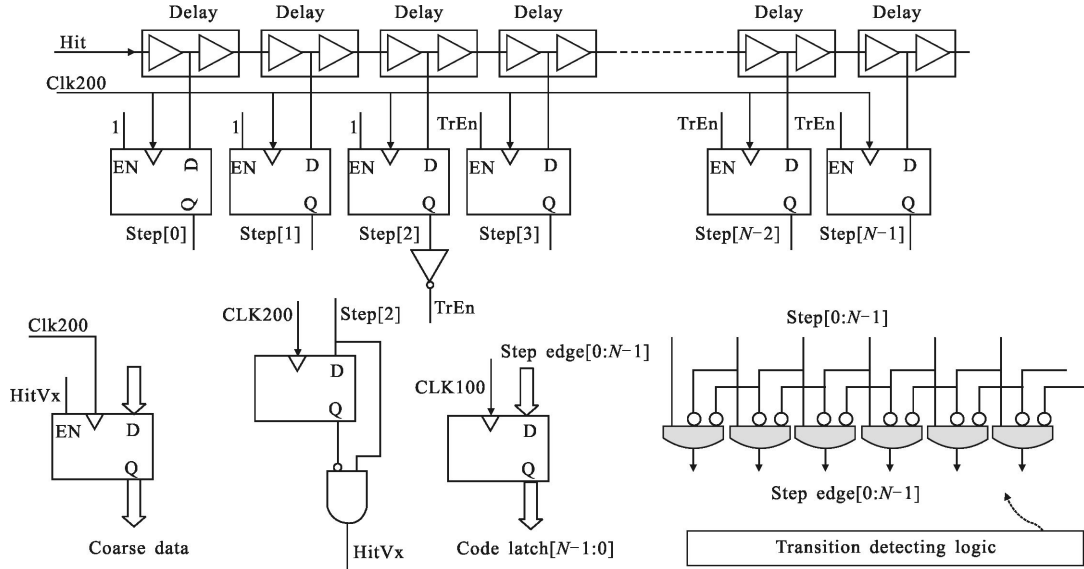 Delay Delay Delay Delay Delay Delay
Hit
Clk200
1 1 1 TrEn TrEn TrEn
EN D EN D EN D EN D EN D EN D
Q Q Q Q Q Q
Step[0] Step[1] Step[2] Step[3] Step[N-2] Step[N-1]
TrEn
CLK200 Step[2]
Step[0:N-1]
Clk200
Step edge[0:N-1]
HitVx
D
CLK100
EN D
Q
D
Q
Q
Step edge[0:N-1]
Coarse data
HitVx
Code latch[N-1:0]
Transition detecting logic